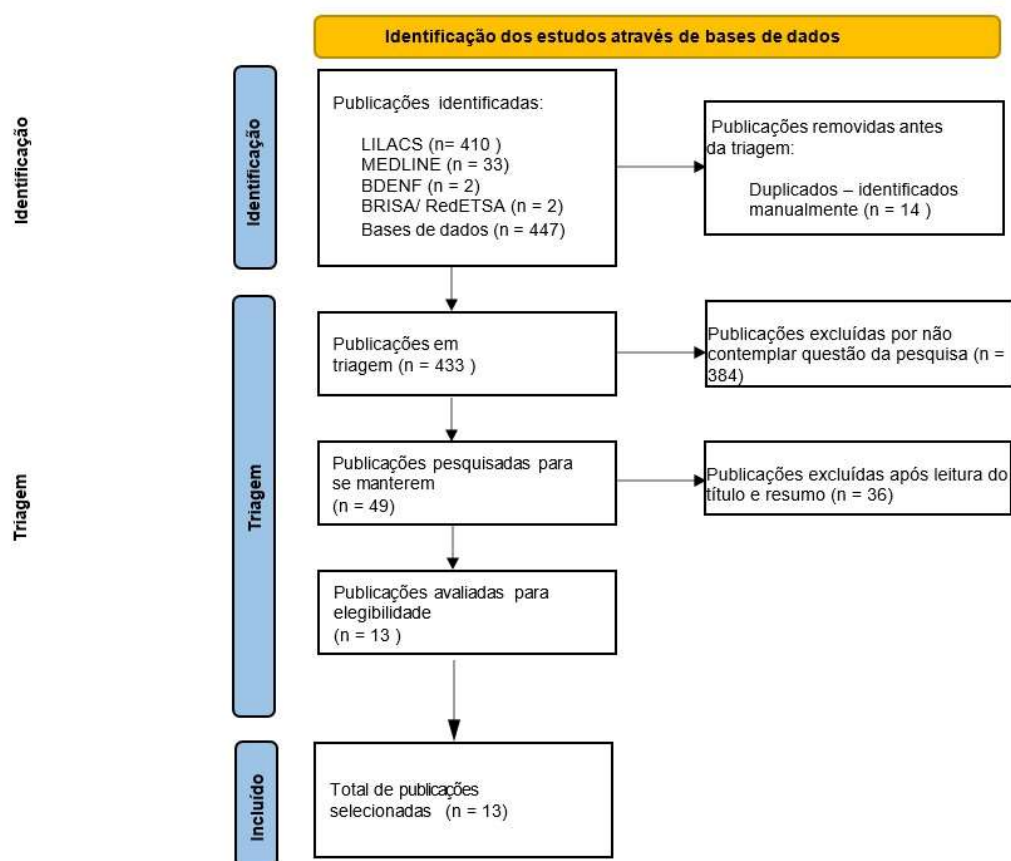 Identificação dos estudos através de bases de dados
Identificação
Identificação
Publicações identificadas:
LILACS (n= 410 )
MEDLINE (n = 33)
BDENF (n = 2)
BRISA/ RedETSA (n = 2)
Bases de dados (n = 447)
Publicações removidas antes
da triagem:
Duplicados – identificados
manualmente (n = 14 )
Triagem
Triagem
Publicações em
triagem (n = 433 )
Publicações excluídas por não
contemplar questão da pesquisa (n =
384)
Publicações pesquisadas para
se manterem
(n = 49)
Publicações excluídas após leitura do
título e resumo (n = 36)
Publicações avaliadas para
elegibilidade
(n = 13 )
Incluído
Total de publicações
selecionadas (n = 13)